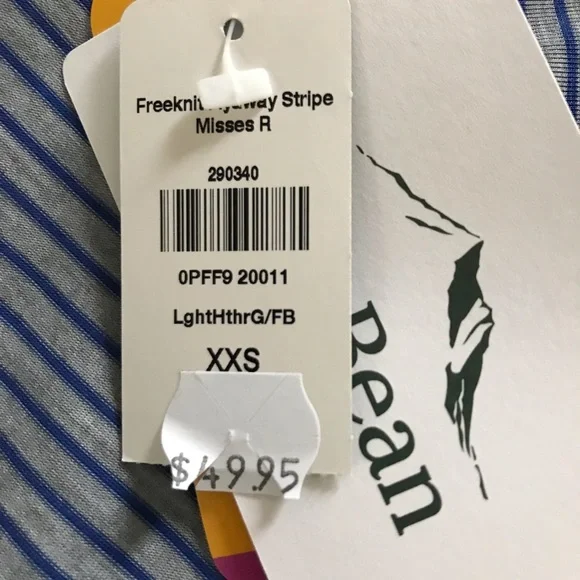 Freeknit Stripe
Misses R
290340
0PFF9 20011
LghtHthrG/FB
XXS
$49.95
Bean